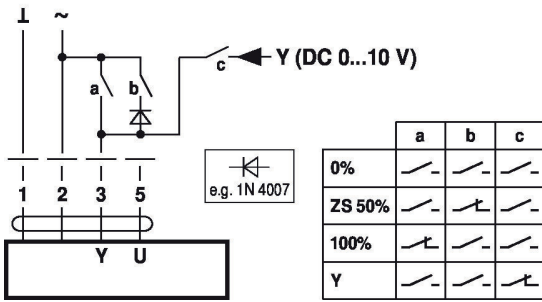 ⊥ ~
a b c Y (DC 0...10 V)
1 2 3 5
Y U
e.g. 1N 4007
a b c
0%
ZS 50%
100%
Y